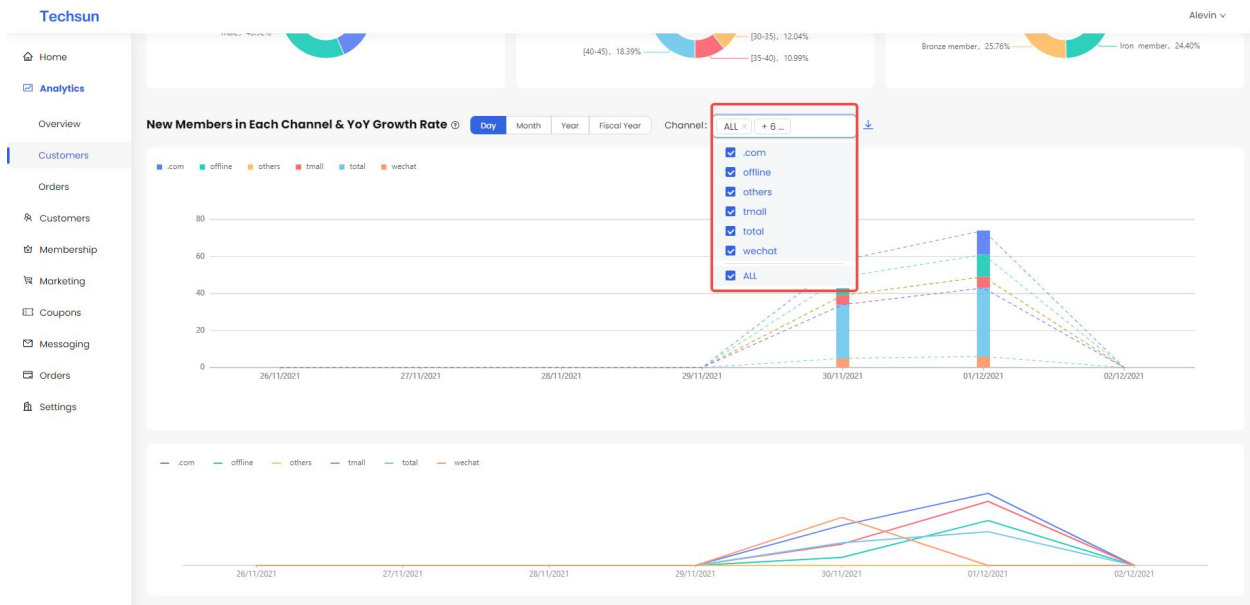 Techsun
Alevin
Home
Analytics
Overview
Customers
Orders
Customers
Membership
Marketing
Coupons
Messaging
Orders
Settings
[40-45), 18.39%
[30-35), 12.04%
[35-40), 10.99%
Bronze member, 25.76%
Iron member, 24.40%
New Members in Each Channel & YoY Growth Rate
Day Month Year Fiscal Year
Channel:
ALL × + 6 ...
.com
offline
others
tmall
total
wechat
ALL
.com offline others tmall total wechat
80
60
40
20
0
26/11/2021 27/11/2021 28/11/2021 29/11/2021 30/11/2021 01/12/2021 02/12/2021
.com offline others tmall total wechat
26/11/2021 27/11/2021 28/11/2021 29/11/2021 30/11/2021 01/12/2021 02/12/2021